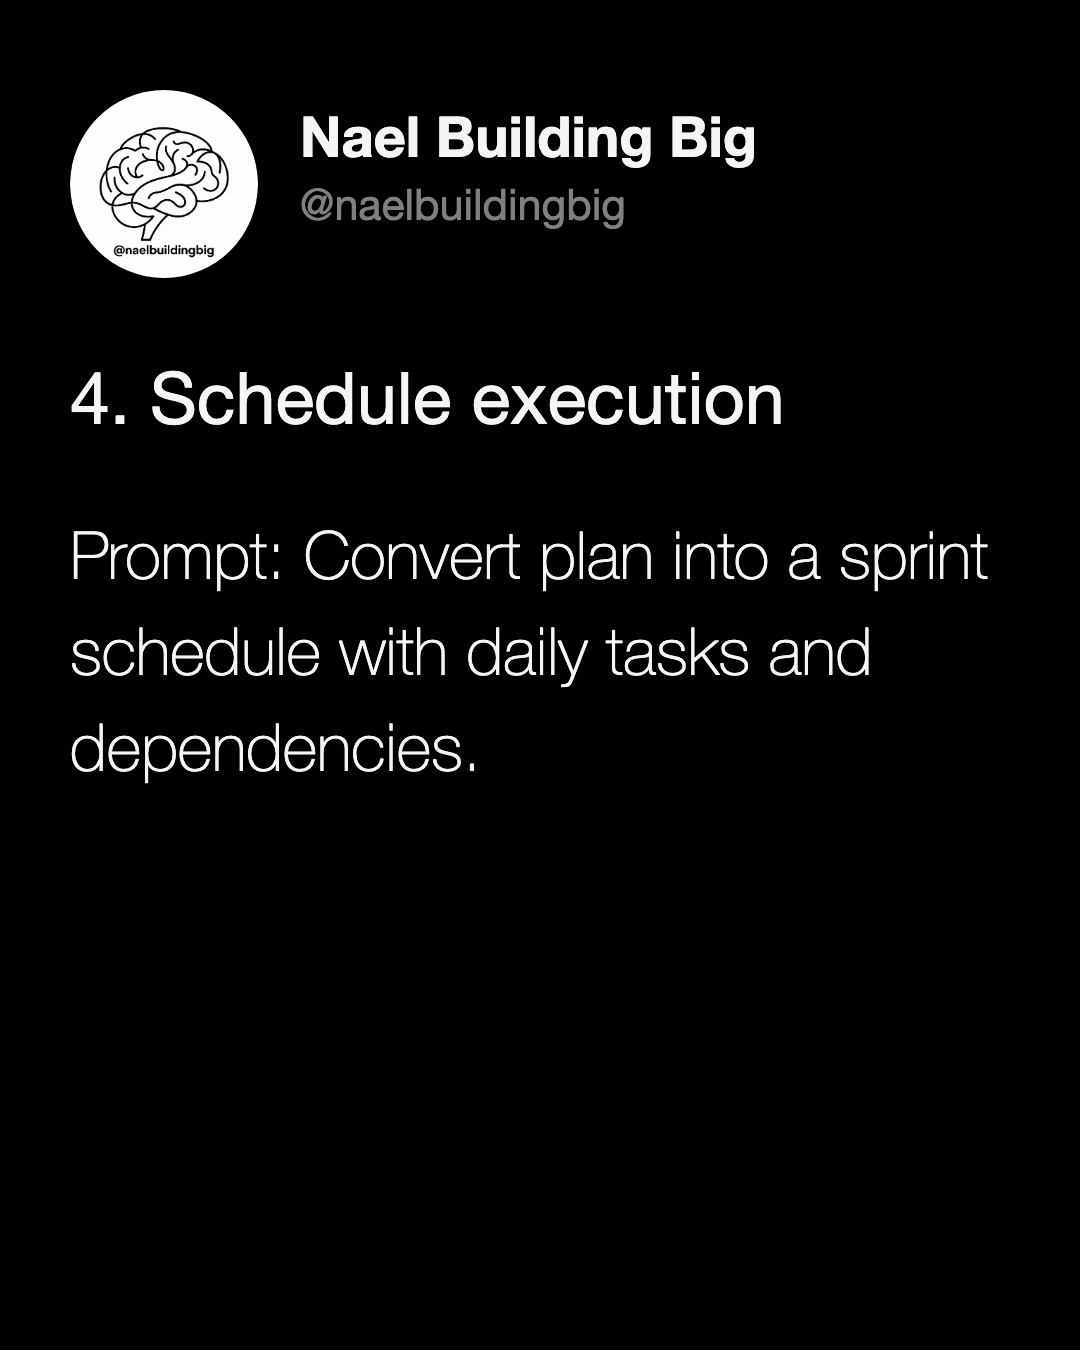 @naelbuildingbig
Nael Building Big
@naelbuildingbig
4. Schedule execution
Prompt: Convert plan into a sprint
schedule with daily tasks and
dependencies.